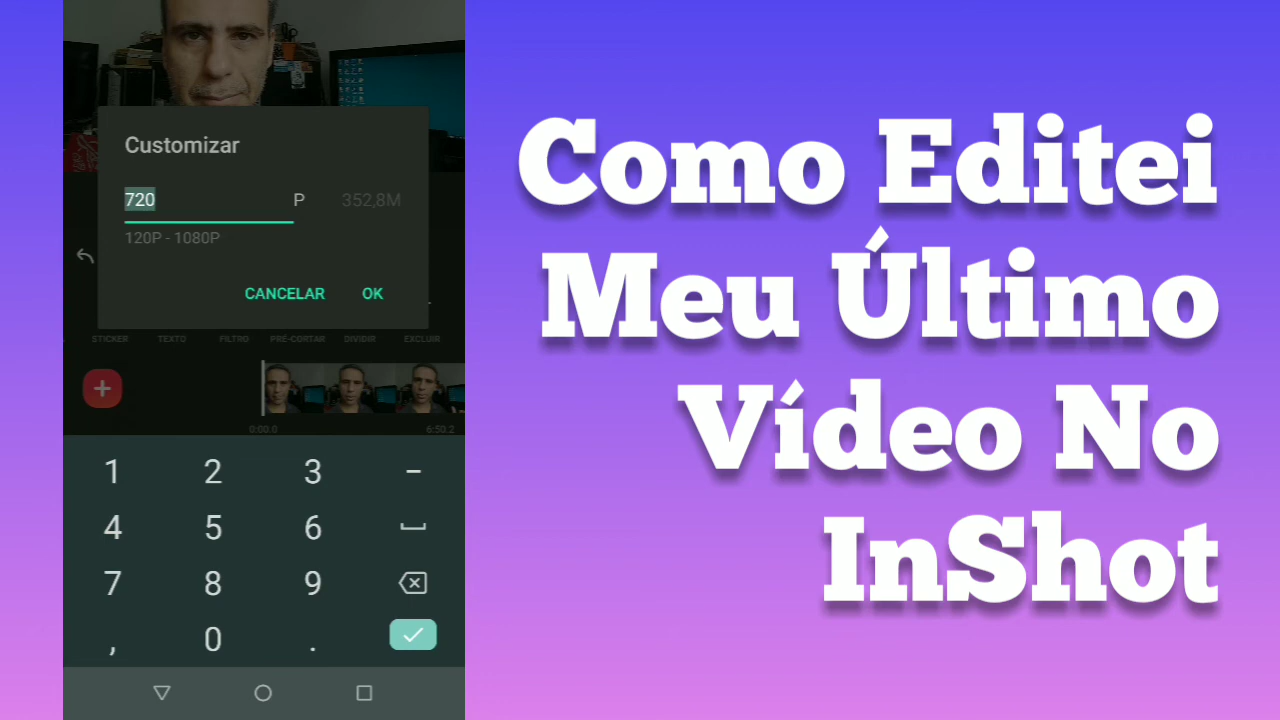 Customizar
720 P 352,8M
120P - 1080P
CANCELAR OK
STICKER TEXTO FILTRO PRÉ-CORTAR DIVIDIR EXCLUIR
+
0:00.0 6:50.2
1 2 3 -
4 5 6
7 8 9
, 0 .
Como Editei
Meu Último
Vídeo No
InShot